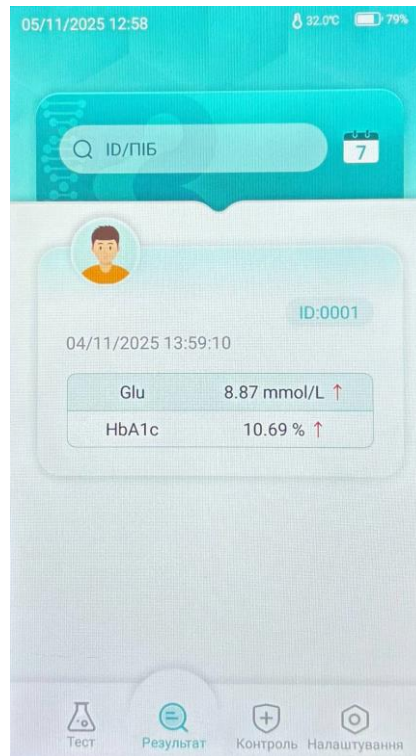 05/11/2025 12:58 32.0℃ 79%
ID/ПІБ
7
ID:0001
04/11/2025 13:59:10
Glu 8.87 mmol/L ↑
HbA1c 10.69 % ↑
Тест Результат Контроль Налаштування